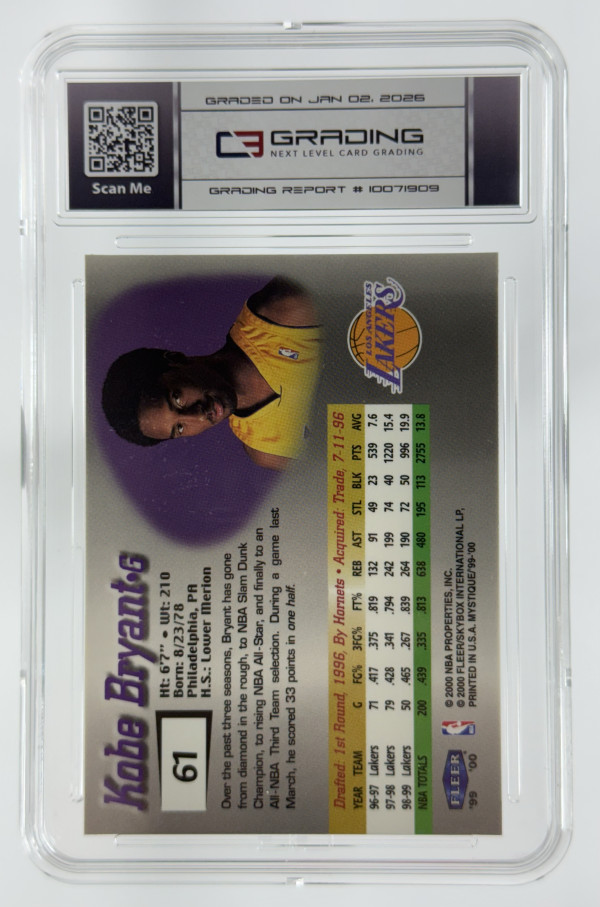 GRADED ON JAN 02, 2026
Scan Me
C3 GRADING
NEXT LEVEL CARD GRADING
GRADING REPORT # 10071909
Kobe Bryant•G
61
Ht: 6'7" • Wt: 210
Born: 8/23/78
Philadelphia, PA
H.S.: Lower Merion
Over the past three seasons, Bryant has gone
from diamond in the rough, to NBA Slam Dunk
Champion, to rising NBA All-Star, and finally to an
All-NBA Third Team selection. During a game last
March, he scored 33 points in one half.
LOS ANGELES
LAKERS
Drafted: 1st Round, 1996, By Hornets • Acquired: Trade, 7-11-96
YEAR TEAM G FG% 3FG% FT% REB AST STL BLK PTS AVG
96-97 Lakers 71 .417 .375 .819 132 91 49 23 539 7.6
97-98 Lakers 79 .428 .341 .794 242 199 74 40 1220 15.4
98-99 Lakers 50 .465 .267 .839 264 190 72 50 996 19.9
NBA TOTALS 200 .439 .335 .813 638 480 195 113 2755 13.8
FLEER
'99 '00
© 2000 NBA PROPERTIES, INC.
© 2000 FLEER/SKYBOX INTERNATIONAL LP,
PRINTED IN U.S.A. MYSTIQUE/'99-'00